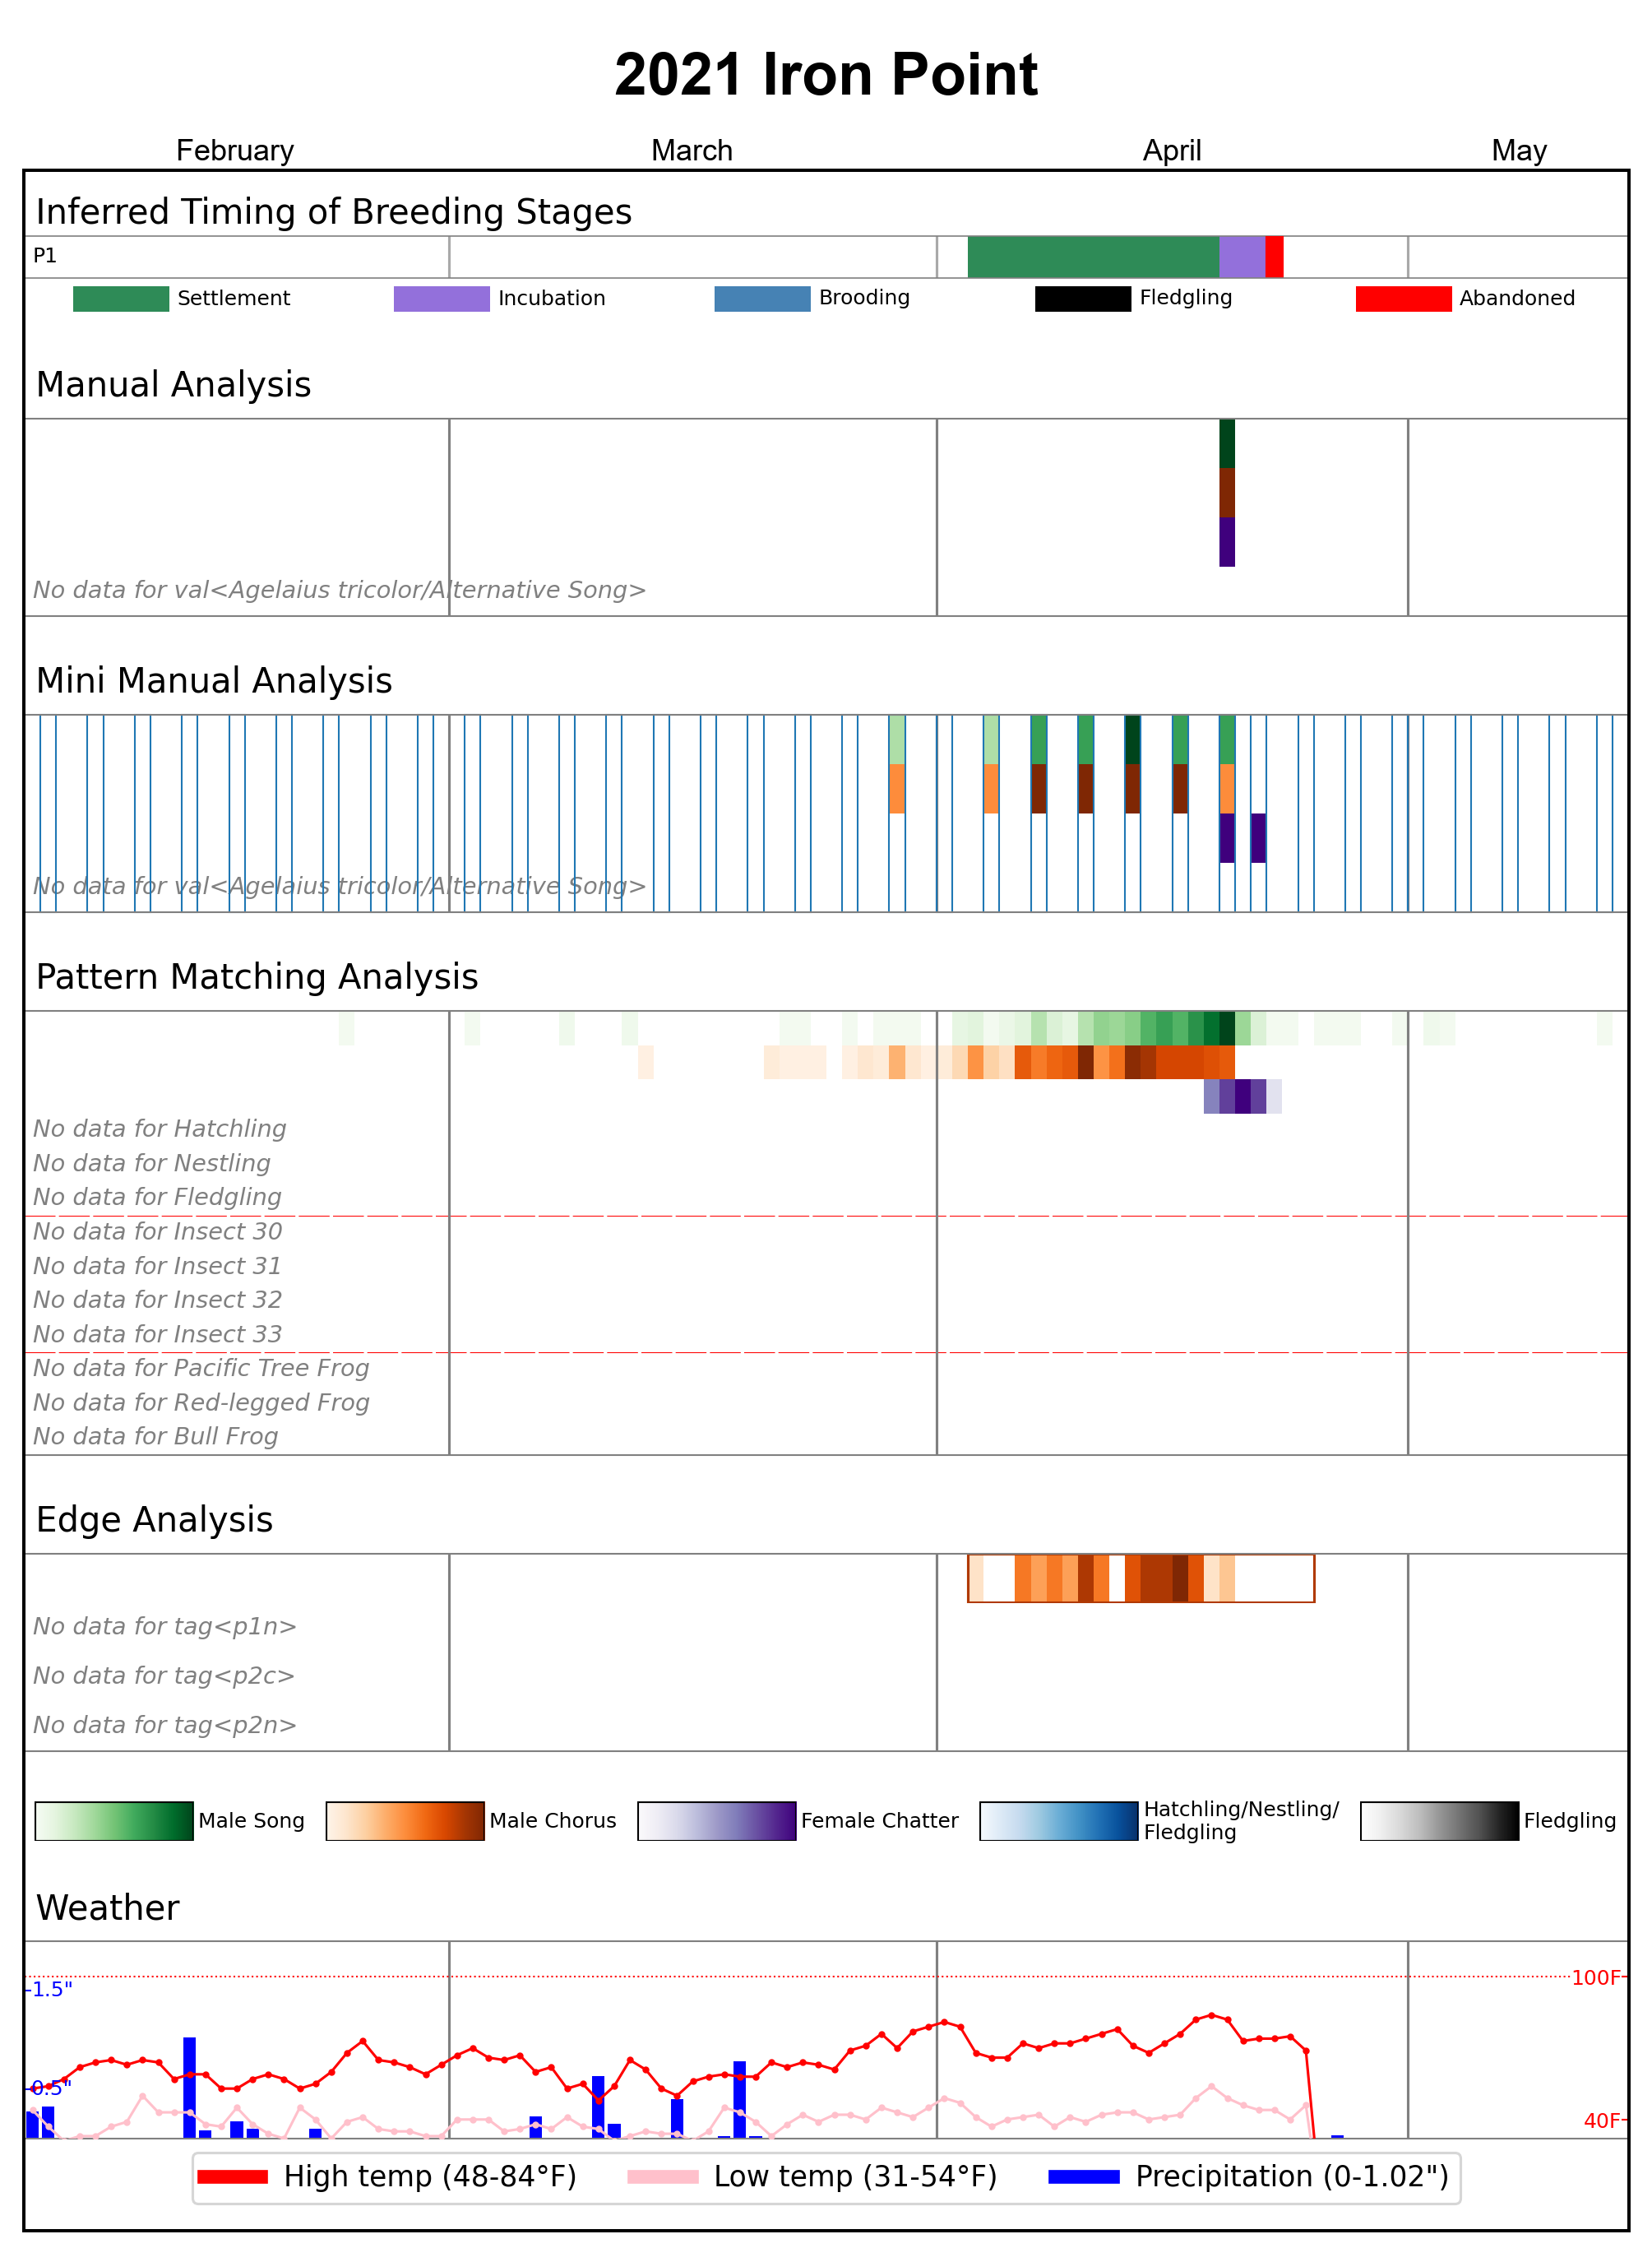 2021 Iron Point
February March April May
Inferred Timing of Breeding Stages
P1
Settlement Incubation Brooding Fledgling Abandoned
Manual Analysis
No data for val<Agelaius tricolor/Alternative Song>
Mini Manual Analysis
No data for val<Agelaius tricolor/Alternative Song>
Pattern Matching Analysis
No data for Hatchling
No data for Nestling
No data for Fledgling
No data for Insect 30
No data for Insect 31
No data for Insect 32
No data for Insect 33
No data for Pacific Tree Frog
No data for Red-legged Frog
No data for Bull Frog
Edge Analysis
No data for tag<p1n>
No data for tag<p2c>
No data for tag<p2n>
Male Song Male Chorus Female Chatter Hatchling/Nestling/
Fledgling Fledgling
Weather
100F
1.5"
0.5"
40F
High temp (48-84°F) Low temp (31-54°F) Precipitation (0-1.02")